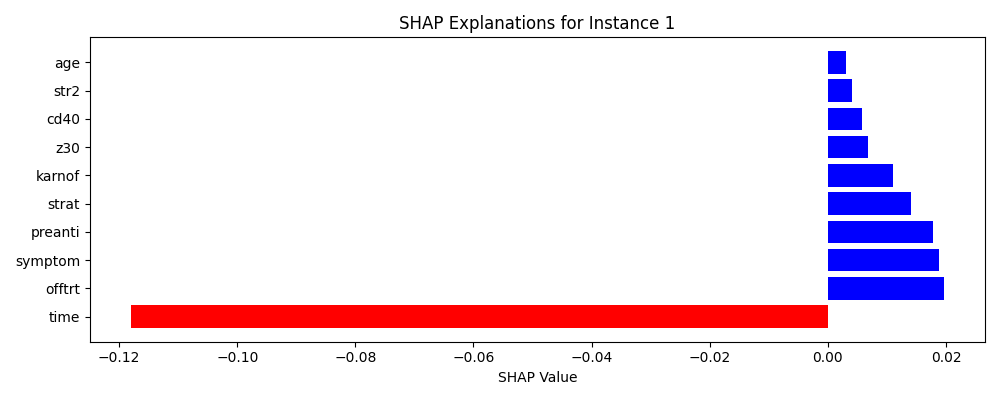 SHAP Explanations for Instance 1
age
str2
cd40
z30
karnof
strat
preanti
symptom
offtrt
time
−0.12 −0.10 −0.08 −0.06 −0.04 −0.02 0.00 0.02
SHAP Value